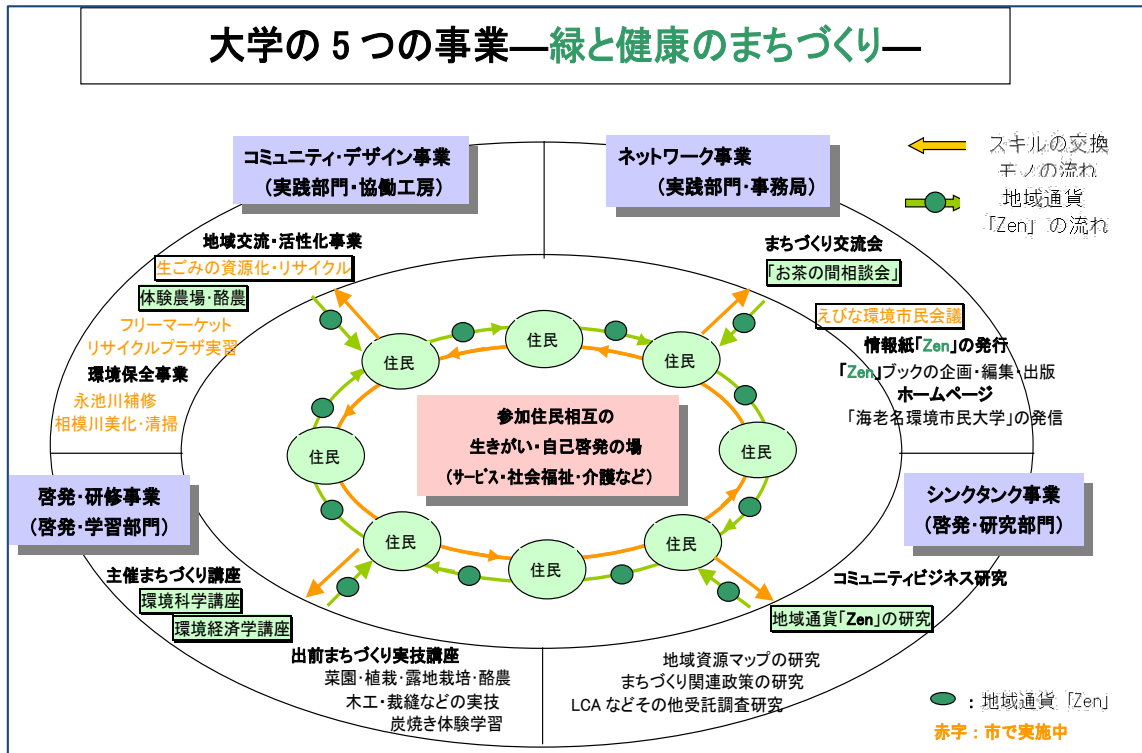 大学の5つの事業―緑と健康のまちづくり―
コミュニティ・デザイン事業
（実践部門・協働工房）
ネットワーク事業
（実践部門・事務局）
スキルの交換
モノの流れ
地域通貨
「Zen」の流れ
地域交流・活性化事業
生ごみの資源化・リサイクル
体験農場・酪農
フリーマーケット
リサイクルプラザ実習
環境保全事業
永池川補修
相模川美化・清掃
まちづくり交流会
「お茶の間相談会」
えびな環境市民会議
情報紙「Zen」の発行
「Zen」ブックの企画・編集・出版
ホームページ
「海老名環境市民大学」の発信
住民
住民
住民
住民
住民
住民
住民
住民
参加住民相互の
生きがい・自己啓発の場
（サービス・社会福祉・介護など）
啓発・研修事業
（啓発・学習部門）
シンクタンク事業
（啓発・研究部門）
主催まちづくり講座
環境科学講座
環境経済学講座
出前まちづくり実技講座
菜園・植栽・露地栽培・酪農
木工・裁縫などの実技
炭焼き体験学習
コミュニティビジネス研究
地域通貨「Zen」の研究
地域資源マップの研究
まちづくり関連政策の研究
LCAなどその他受託調査研究
：地域通貨「Zen」
赤字：市で実施中